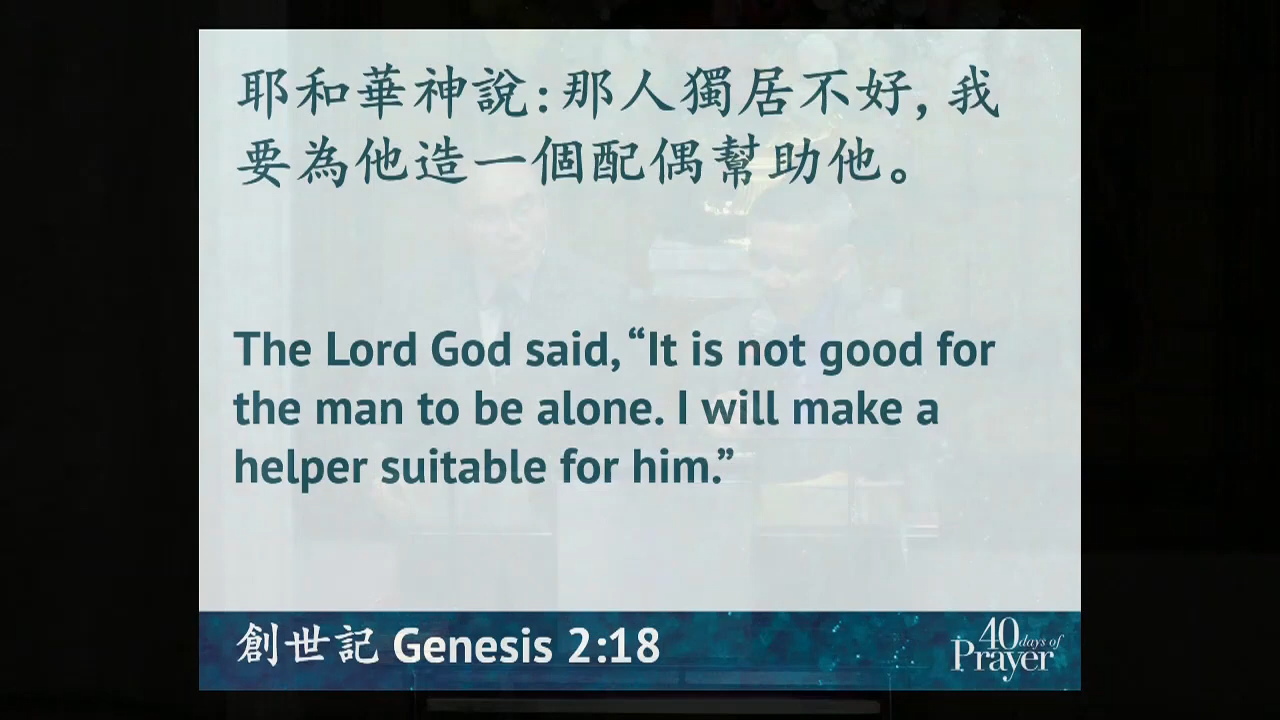 耶和華神說:那人獨居不好,我
要為他造一個配偶幫助他。
The Lord God said, “It is not good for
the man to be alone. I will make a
helper suitable for him.”
創世記 Genesis 2:18
40 days of
Prayer